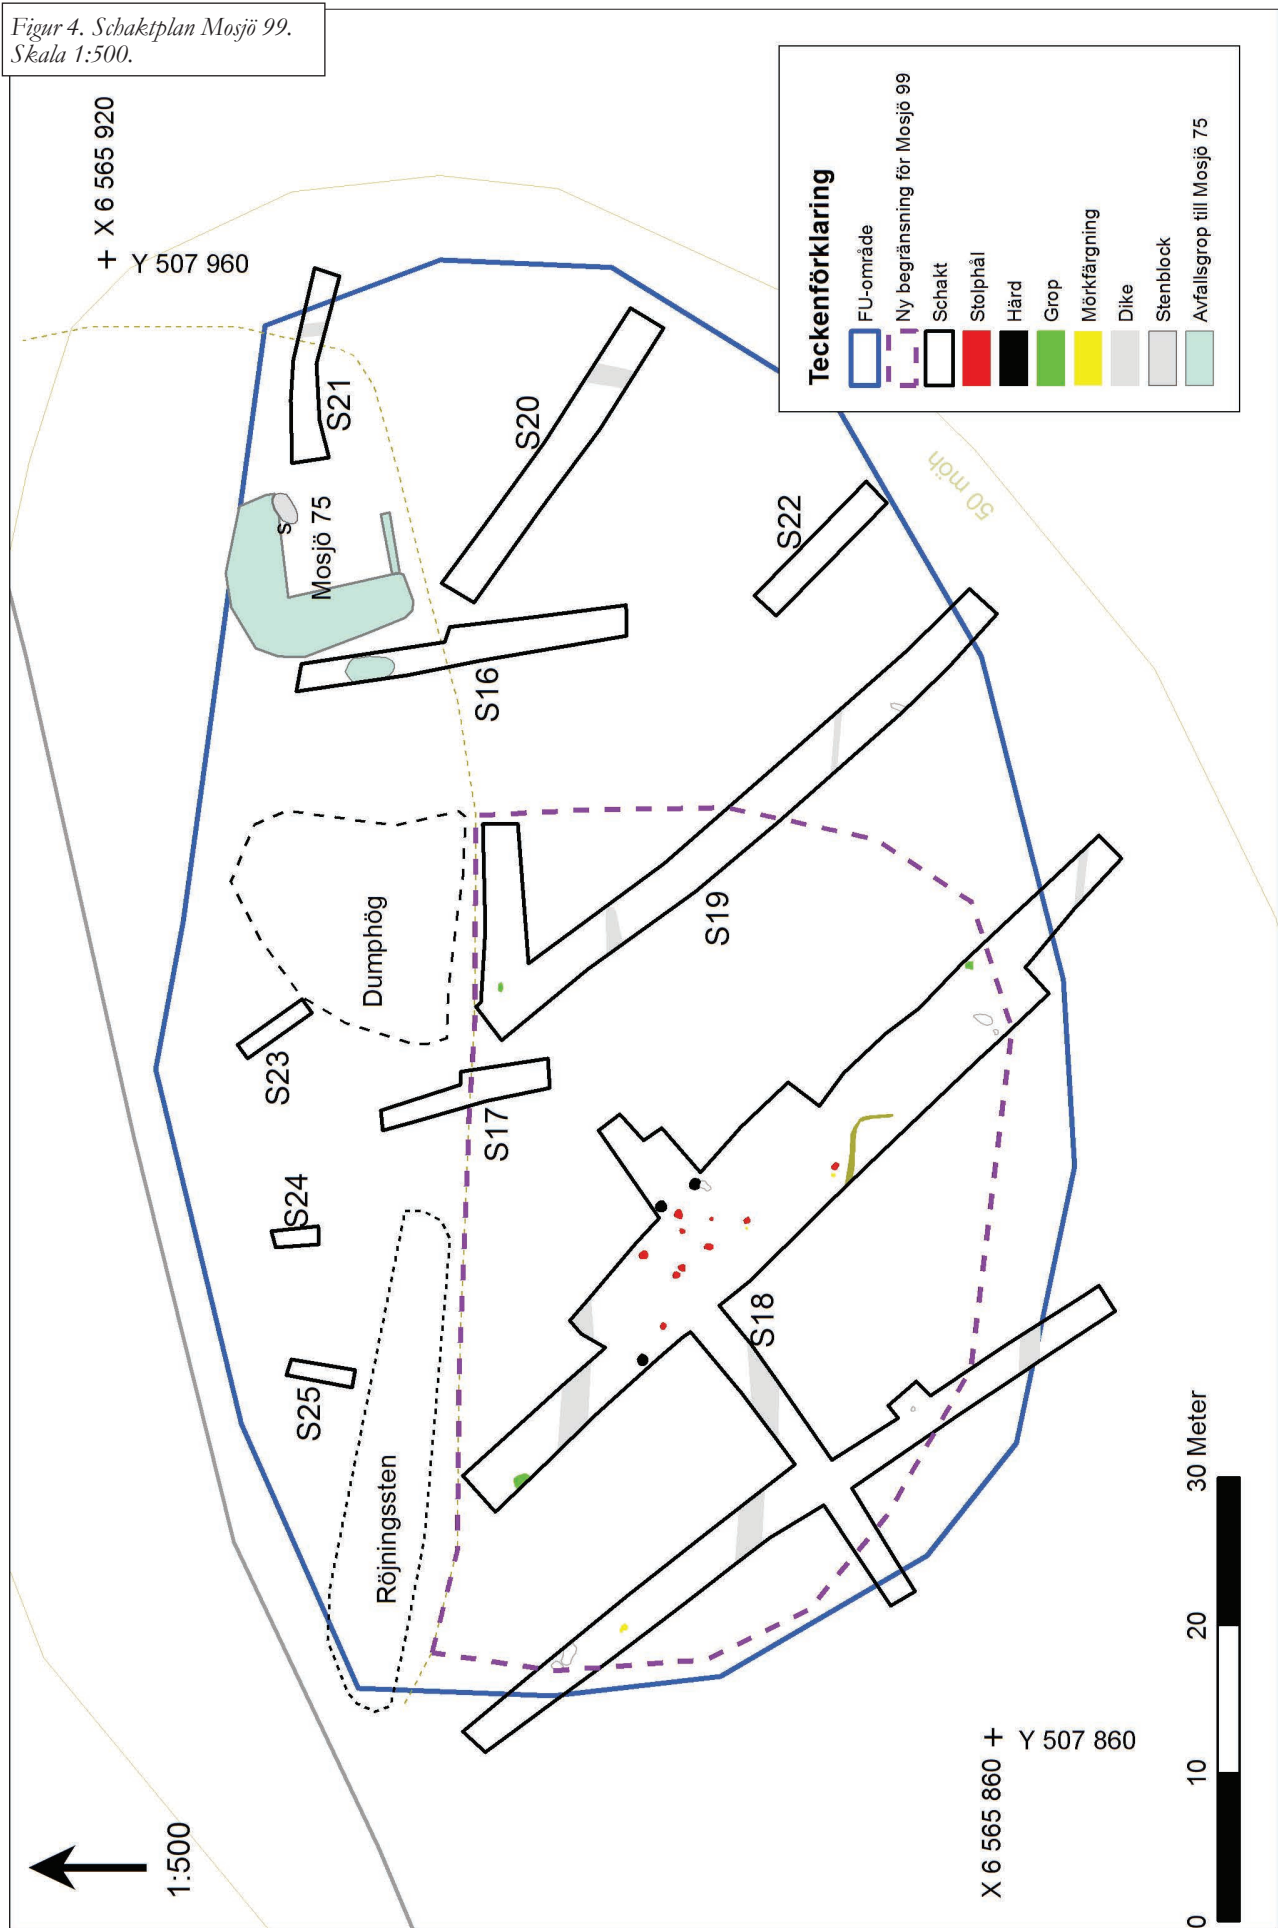 Figur 4. Schaktplan Mosjö 99.
Skala 1:500.
X 6 565 920
Y 507 960
Teckenförklaring
FU-område
Ny begränsning för Mosjö 99
Schakt
Stolphål
Härd
Grop
Mörkfärgning
Dike
Stenblock
Avfallsgrop till Mosjö 75
S21
S20
S
Mosjö 75
S22
50 möh
S16
Dumphög
S19
S23
S17
S24
S18
S25
Röjningssten
1:500
X 6 565 860
Y 507 860
0
10
20
30 Meter